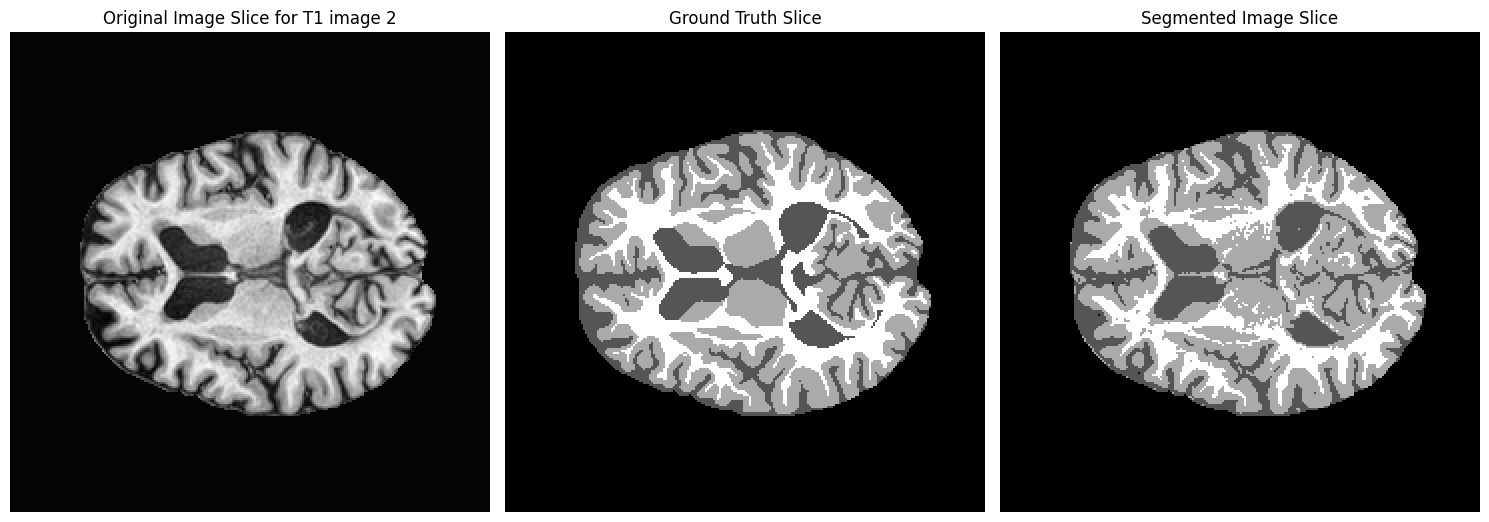 Original Image Slice for T1 image 2
Ground Truth Slice
Segmented Image Slice